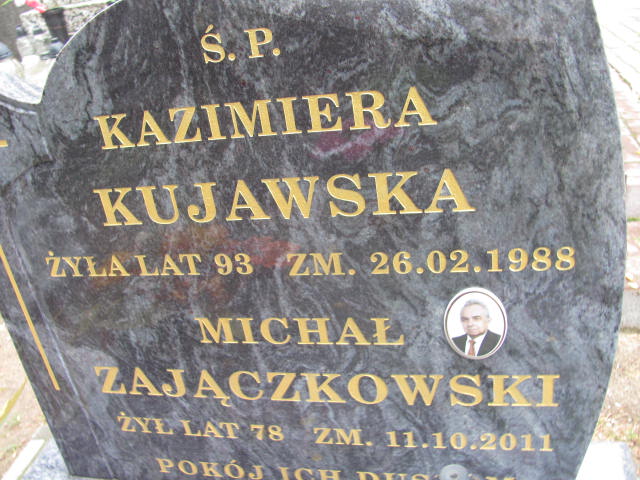 Ś. P.
KAZIMIERA
KUJAWSKA
ŻYŁA LAT 93 ZM. 26.02.1988
MICHAŁ
ZAJĄCZKOWSKI
ŻYŁ LAT 78 ZM. 11.10.2011
POKÓJ ICH